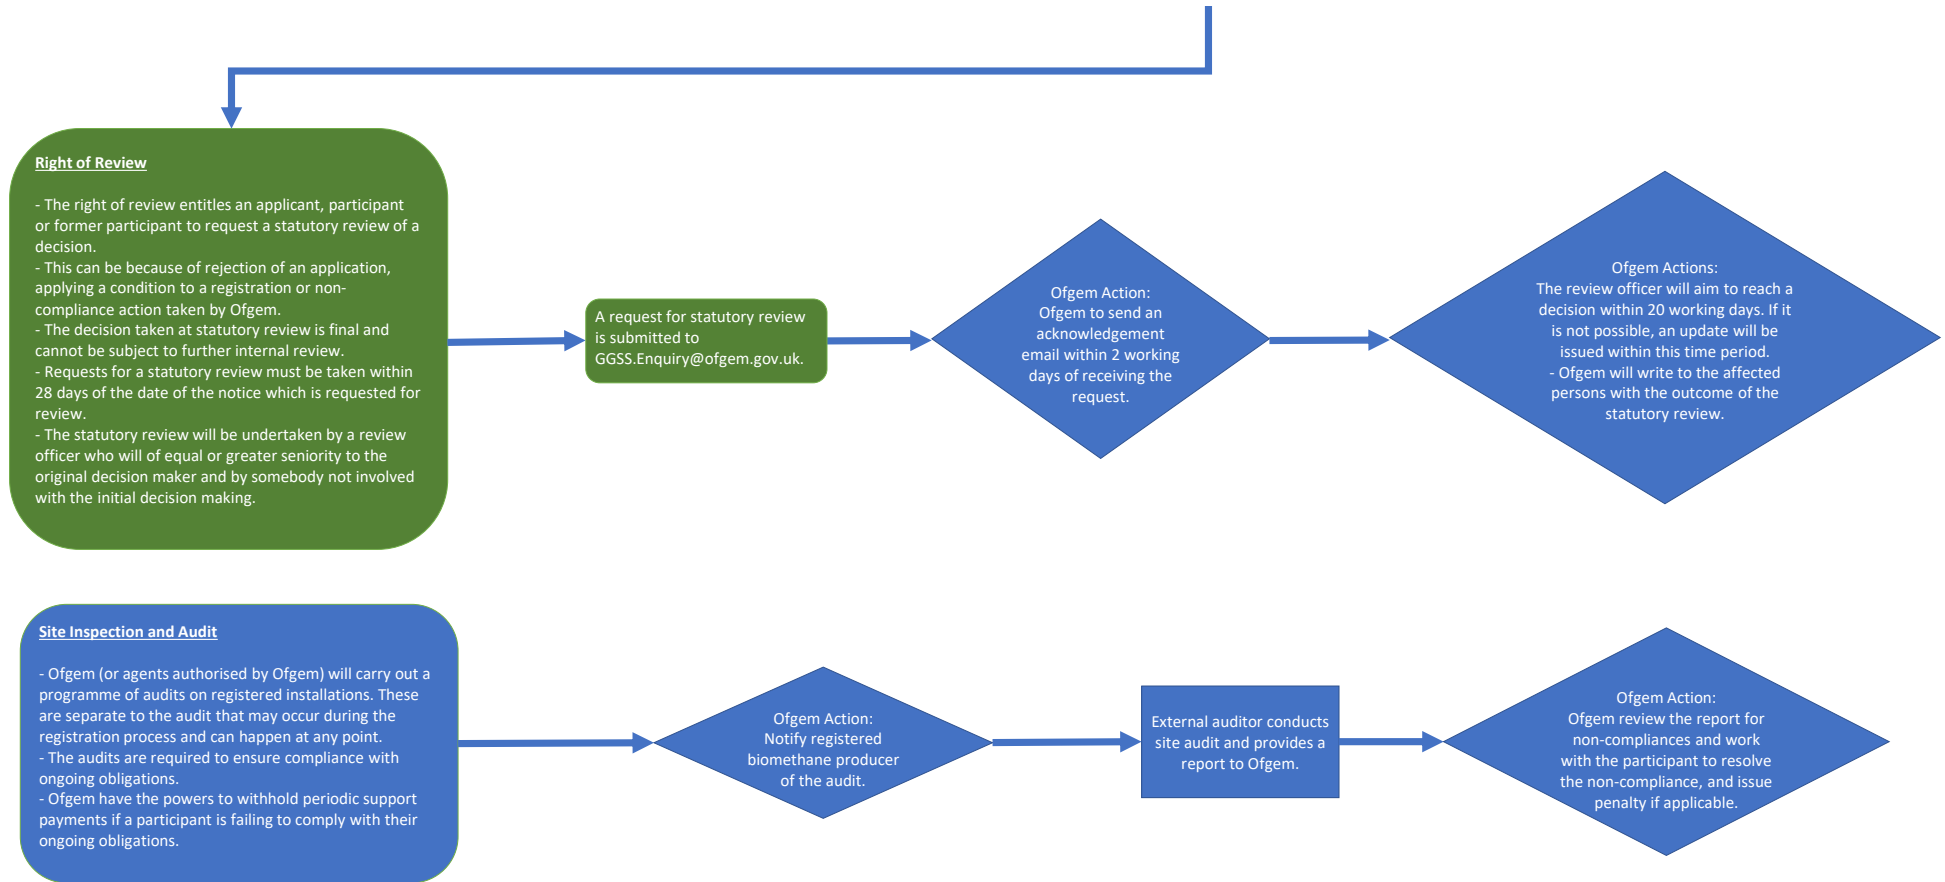 Right of Review
- The right of review entitles an applicant, participant
or former participant to request a statutory review of a
decision.
- This can be because of rejection of an application,
applying a condition to a registration or non-
compliance action taken by Ofgem.
- The decision taken at statutory review is final and
cannot be subject to further internal review.
- Requests for a statutory review must be taken within
28 days of the date of the notice which is requested for
review.
- The statutory review will be undertaken by a review
officer who will of equal or greater seniority to the
original decision maker and by somebody not involved
with the initial decision making.
A request for statutory review
is submitted to
GGSS.Enquiry@ofgem.gov.uk.
Ofgem Action:
Ofgem to send an
acknowledgement
email within 2 working
days of receiving the
request.
Ofgem Actions:
The review officer will aim to reach a
decision within 20 working days. If it
is not possible, an update will be
issued within this time period.
- Ofgem will write to the affected
persons with the outcome of the
statutory review.
Site Inspection and Audit
- Ofgem (or agents authorised by Ofgem) will carry out a
programme of audits on registered installations. These
are separate to the audit that may occur during the
registration process and can happen at any point.
- The audits are required to ensure compliance with
ongoing obligations.
- Ofgem have the powers to withhold periodic support
payments if a participant is failing to comply with their
ongoing obligations.
Ofgem Action:
Notify registered
biomethane producer
of the audit.
External auditor conducts
site audit and provides a
report to Ofgem.
Ofgem Action:
Ofgem review the report for
non-compliances and work
with the participant to resolve
the non-compliance, and issue
penalty if applicable.